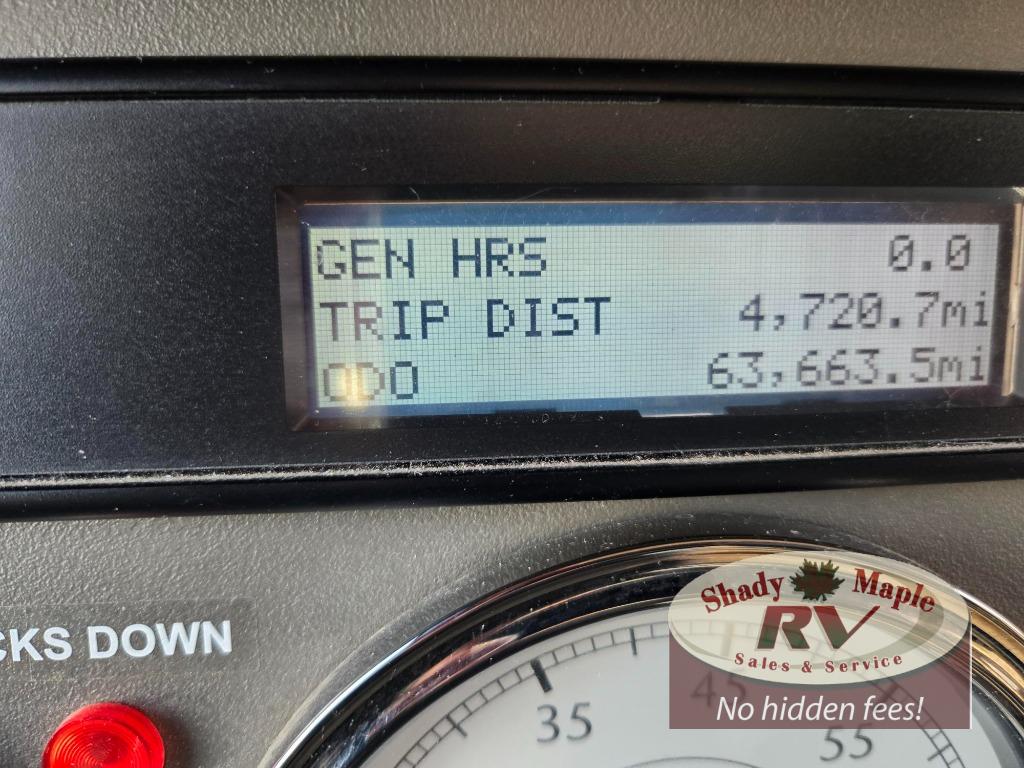 GEN HRS 0.0
TRIP DIST 4,720.7mi
ODO 63,663.5mi
CKS DOWN
35
45
55
Shady Maple
RV
Sales & Service
No hidden fees!